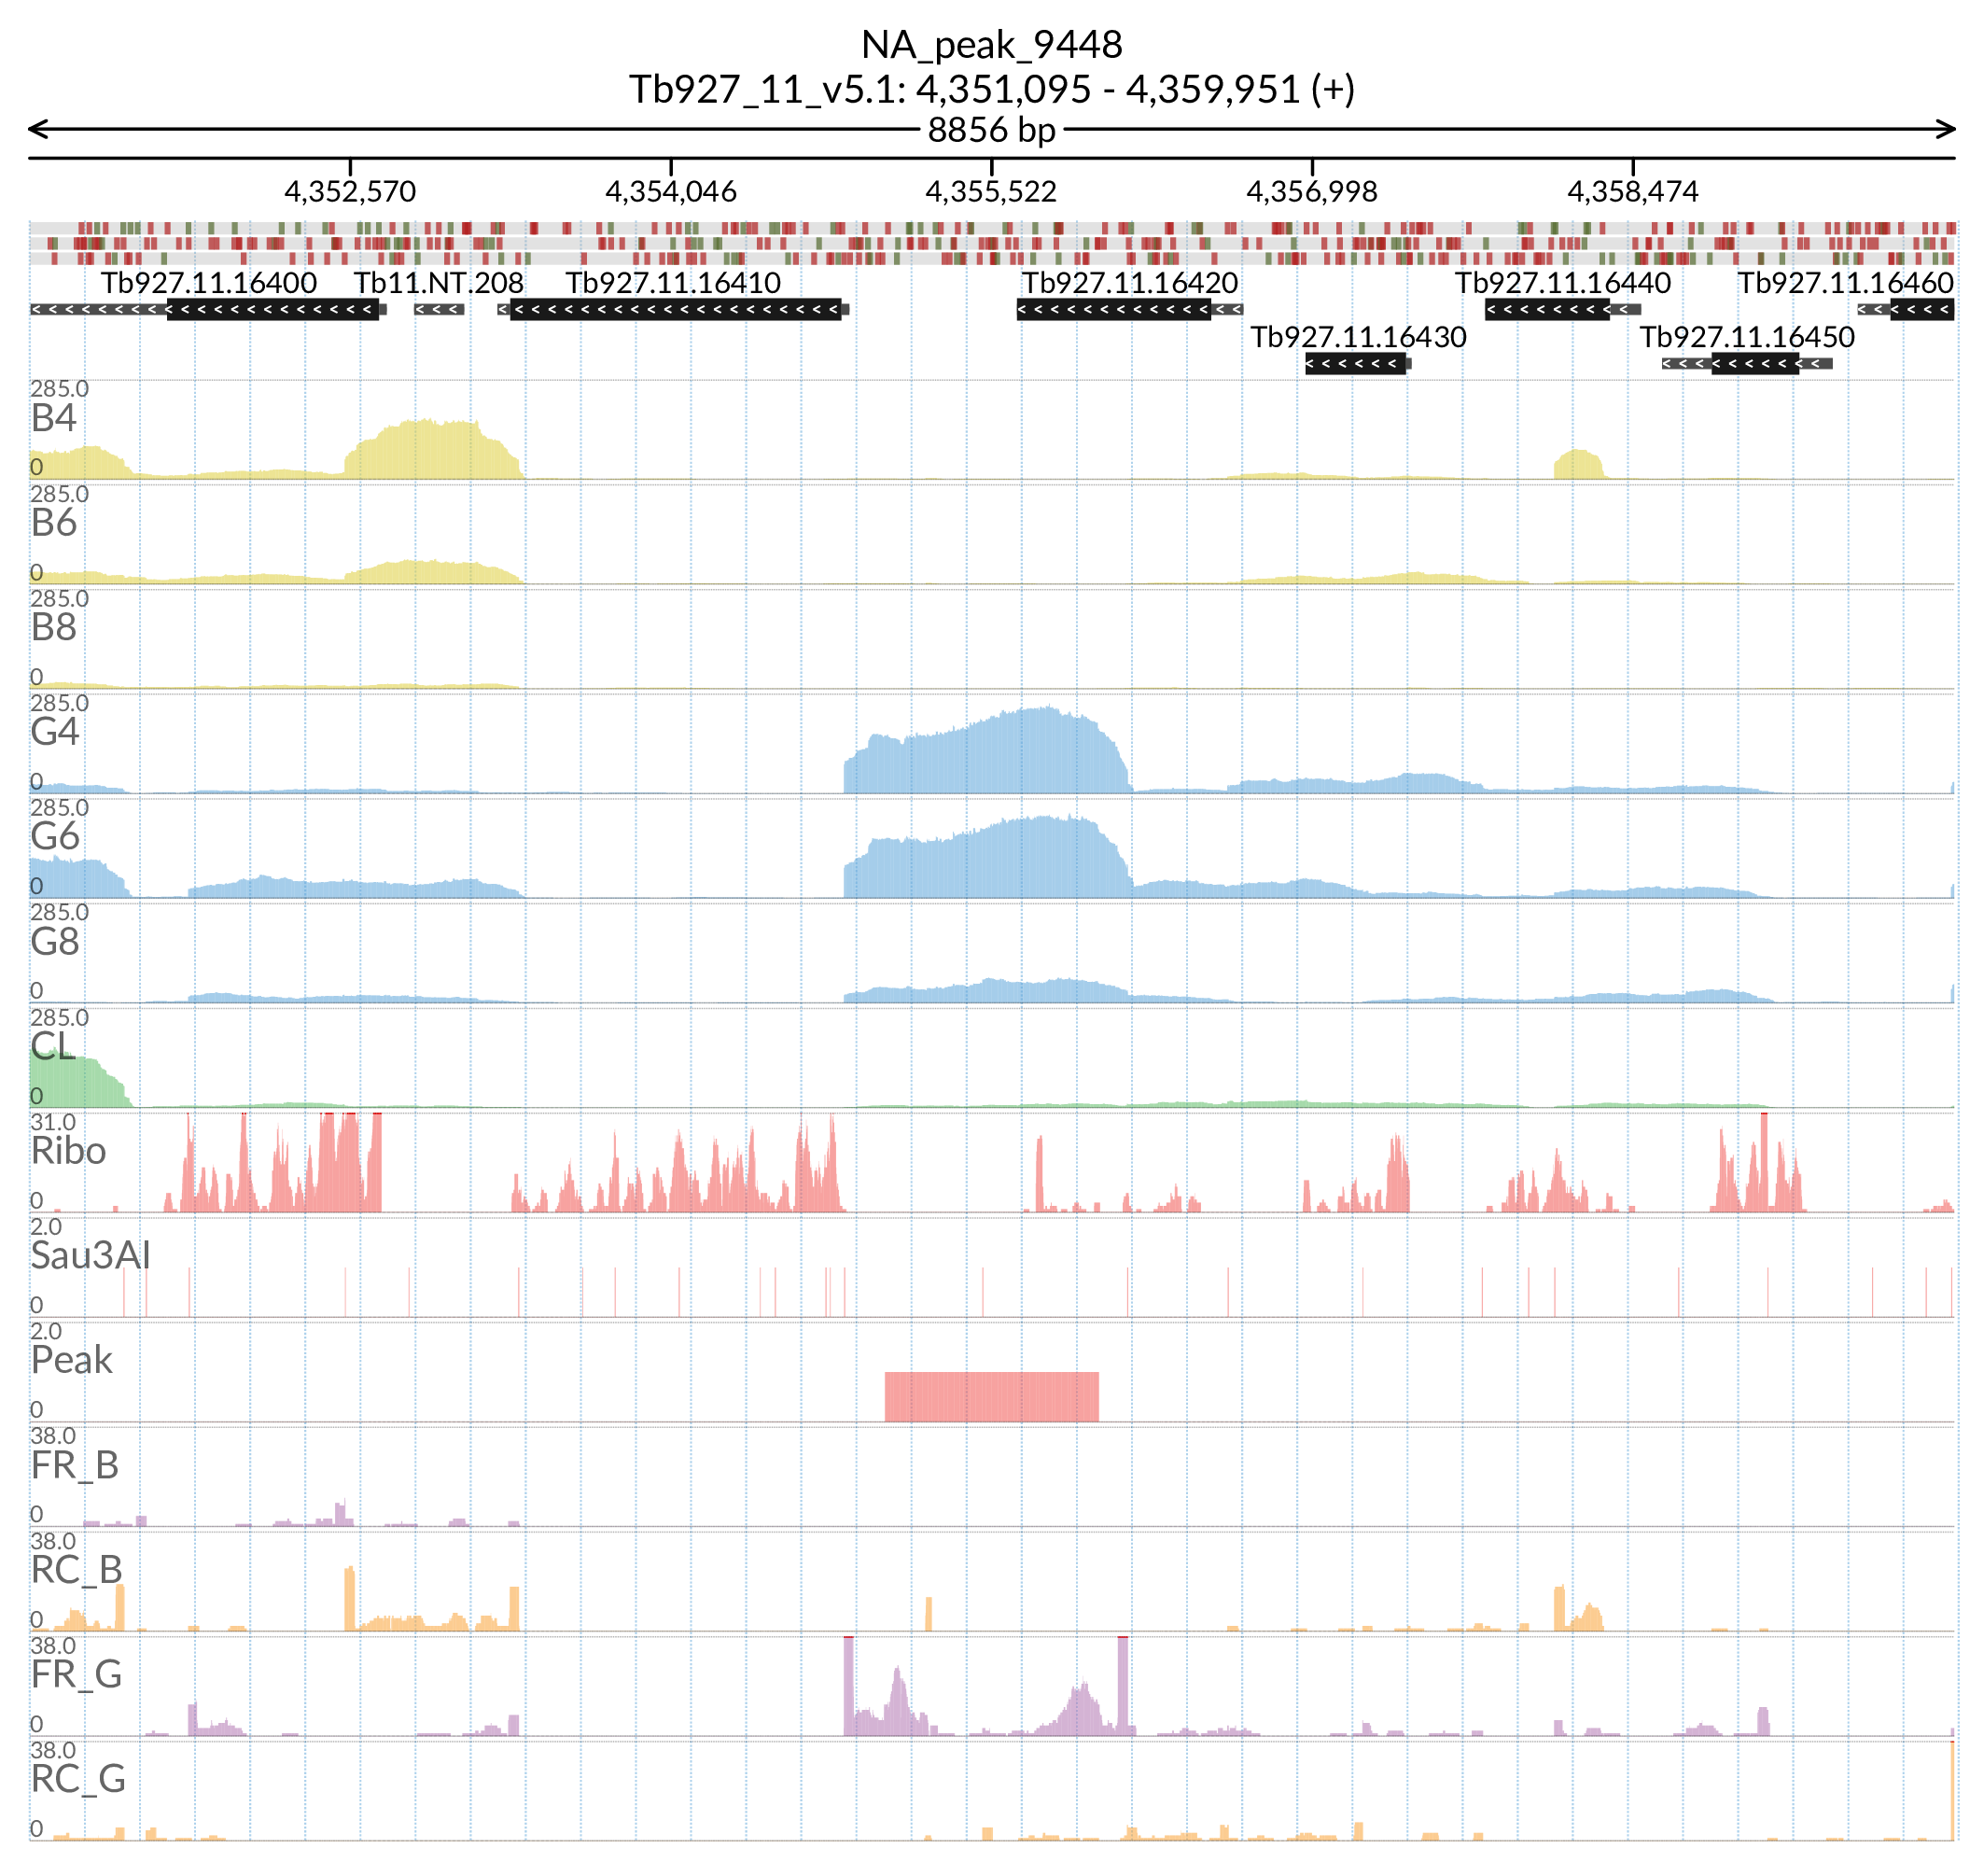 NA_peak_9448
Tb927_11_v5.1: 4,351,095 - 4,359,951 (+)
8856 bp
4,352,570 4,354,046 4,355,522 4,356,998 4,358,474
Tb927.11.16400 Tb11.NT.208 Tb927.11.16410 Tb927.11.16420 Tb927.11.16440 Tb927.11.16460
Tb927.11.16430 Tb927.11.16450
285.0
B4
0
285.0
B6
0
285.0
B8
0
285.0
G4
0
285.0
G6
0
285.0
G8
0
285.0
CL
0
31.0
Ribo
0
2.0
Sau3AI
0
2.0
Peak
0
38.0
FR_B
0
38.0
RC_B
0
38.0
FR_G
0
38.0
RC_G
0